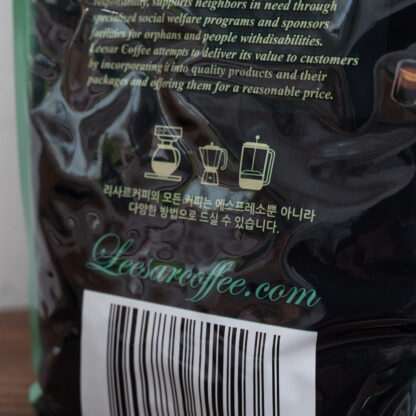 responsibility, supports neighbors in need through
specialized social welfare programs and sponsors
facilities for orphans and people withdisabilities.
Leesar Coffee attempts to deliver its value to customers
by incorporating it into quality products and their
packages and offering them for a reasonable price.
리사르커피의 모든 커피는 에스프레소뿐 아니라
다양한 방법으로 드실 수 있습니다.
Leesarcoffee.com